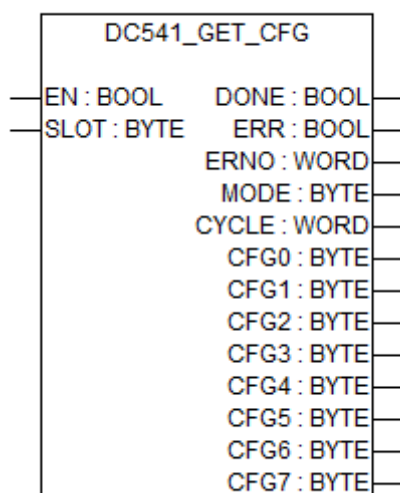 DC541_GET_CFG
EN : BOOL DONE : BOOL
SLOT : BYTE ERR : BOOL
ERNO : WORD
MODE : BYTE
CYCLE : WORD
CFG0 : BYTE
CFG1 : BYTE
CFG2 : BYTE
CFG3 : BYTE
CFG4 : BYTE
CFG5 : BYTE
CFG6 : BYTE
CFG7 : BYTE